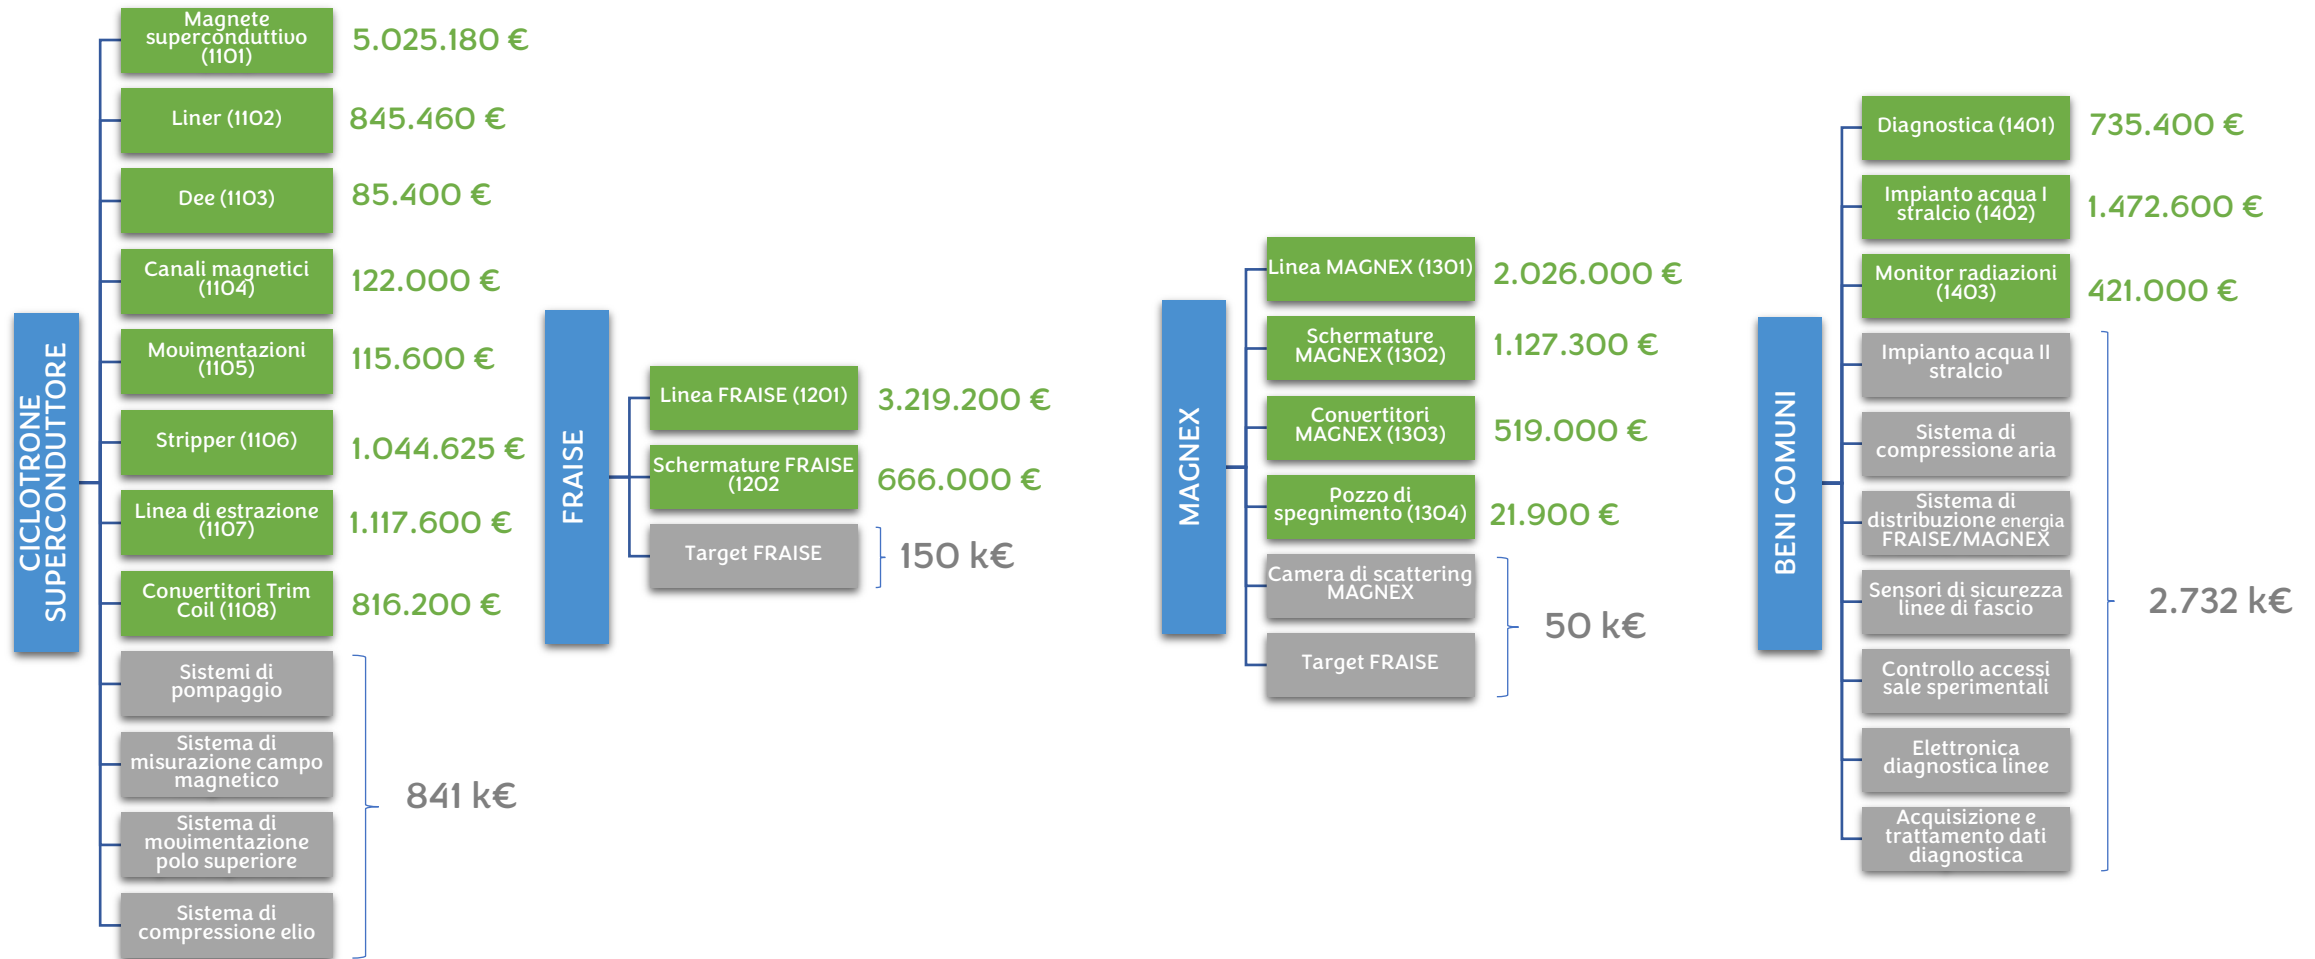 CICLOTRONE
SUPERCONDUTTORE
Magnete
superconduttivo
(1101)
5.025.180 €
Liner (1102)
845.460 €
Dee (1103)
85.400 €
Canali magnetici
(1104)
122.000 €
Movimentazioni
(1105)
115.600 €
Stripper (1106)
1.044.625 €
Linea di estrazione
(1107)
1.117.600 €
Convertitori Trim
Coil (1108)
816.200 €
Sistemi di
pompaggio
Sistema di
misurazione campo
magnetico
Sistema di
movimentazione
polo superiore
Sistema di
compressione elio
841 k€
FRAISE
Linea FRAISE (1201)
3.219.200 €
Schermature FRAISE
(1202
666.000 €
Target FRAISE
150 k€
MAGNEX
Linea MAGNEX (1301)
2.026.000 €
Schermature
MAGNEX (1302)
1.127.300 €
Convertitori
MAGNEX (1303)
519.000 €
Pozzo di
spegnimento (1304)
21.900 €
Camera di scattering
MAGNEX
Target FRAISE
50 k€
BENI COMUNI
Diagnostica (1401)
735.400 €
Impianto acqua I
stralcio (1402)
1.472.600 €
Monitor radiazioni
(1403)
421.000 €
Impianto acqua II
stralcio
Sistema di
compressione aria
Sistema di
distribuzione energia
FRAISE/MAGNEX
Sensori di sicurezza
linee di fascio
Controllo accessi
sale sperimentali
Elettronica
diagnostica linee
Acquisizione e
trattamento dati
diagnostica
2.732 k€